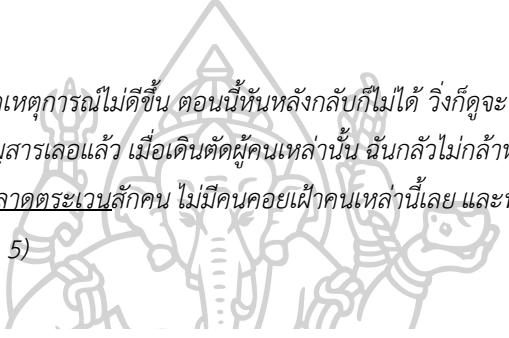 เหตุการณ์ไม่ดีขึ้น ตอนนี้หันหลังกลับก็ไม่ได้ วิ่งก็ดูจะ
สารเลอแล้ว เมื่อเดินตัดผู้คนเหล่านั้น ฉันกลัวไม่กล้า
ลาดตระเวนสักคน ไม่มีคนคอยเฝ้าคนเหล่านี้เลย และ
5)